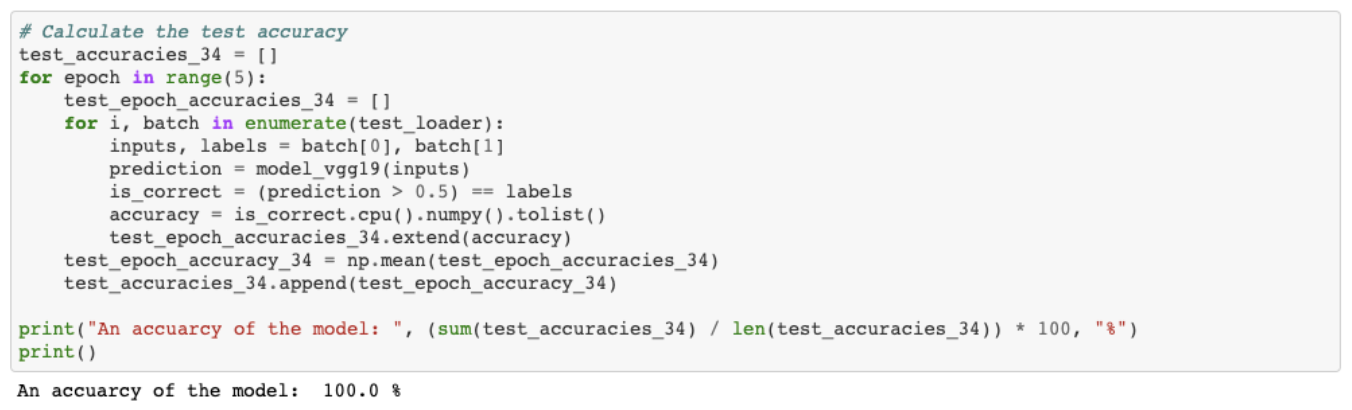 # Calculate the test accuracy
test_accuracies_34 = []
for epoch in range(5):
    test_epoch_accuracies_34 = []
    for i, batch in enumerate(test_loader):
        inputs, labels = batch[0], batch[1]
        prediction = model_vgg19(inputs)
        is_correct = (prediction > 0.5) == labels
        accuracy = is_correct.cpu().numpy().tolist()
        test_epoch_accuracies_34.extend(accuracy)
    test_epoch_accuracy_34 = np.mean(test_epoch_accuracies_34)
    test_accuracies_34.append(test_epoch_accuracy_34)

print("An accuarcy of the model: ", (sum(test_accuracies_34) / len(test_accuracies_34)) * 100, "%")
print()
An accuarcy of the model:  100.0 %